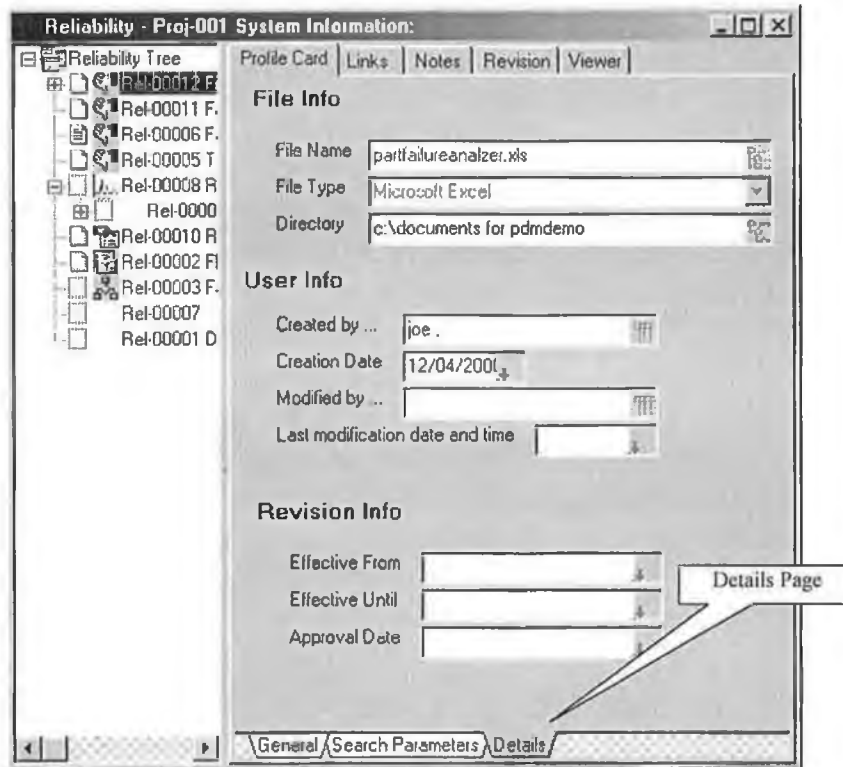 Reliability - Proj-001 System Information:
Reliability Tree
Rel-00012 F.
Rel-00011 F.
Rel-00006 F.
Rel-00005 T
Rel-00008 R
Rel-0000
Rel-00010 R
Rel-00002 Fl
Rel-00003 F.
Rel-00007
Rel-00001 D
Profile Card
Links
Notes
Revision
Viewer
File Info
File Name
partfailureanalzer.xls
File Type
Microsoft Excel
Directory
c:\documents for pdmdemo
User Info
Created by ...
joe .
Creation Date
12/04/200
Modified by ...
Last modification date and time
Revision Info
Effective From
Effective Until
Approval Date
Details Page
General
Search Parameters
Details